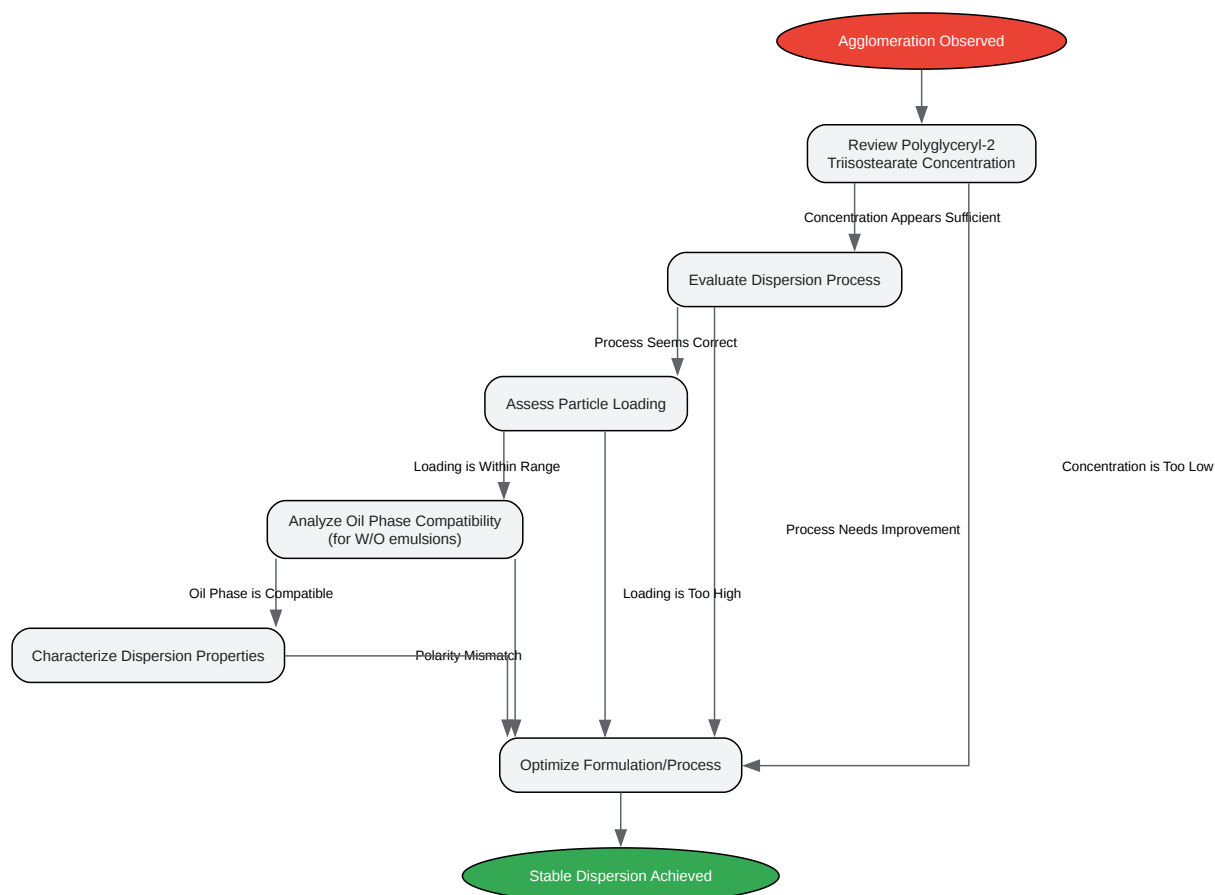 Agglomeration Observed
Review Polyglyceryl-2
Triisostearate Concentration
Concentration Appears Sufficient
Evaluate Dispersion Process
Process Seems Correct
Assess Particle Loading
Loading is Within Range
Concentration is Too Low
Analyze Oil Phase Compatibility
(for W/O emulsions)
Process Needs Improvement
Oil Phase is Compatible
Loading is Too High
Characterize Dispersion Properties
Polarity Mismatch
Optimize Formulation/Process
Stable Dispersion Achieved